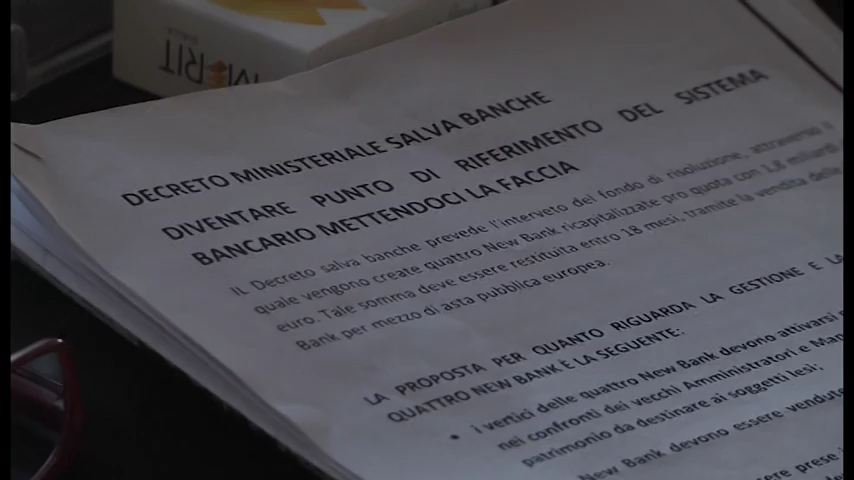 MERIT
DECRETO MINISTERIALE SALVA BANCHE
DIVENTARE PUNTO DI RIFERIMENTO DEL SISTEMA
BANCARIO METTENDOCI LA FACCIA
IL Decreto salva banche prevede l'interveto del fondo di risoluzione, attraverso il
quale vengono create quattro New Bank ricapitalizzate pro quota con 1,8 miliardi
euro. Tale somma deve essere restituita entro 18 mesi, tramite la vendita delle
Bank per mezzo di asta pubblica europea.
LA PROPOSTA PER QUANTO RIGUARDA LA GESTIONE E LA
QUATTRO NEW BANK È LA SEGUENTE:
• i vertici delle quattro New Bank devono attivarsi
nei confronti dei vecchi Amministratori e
patrimonio da destinare ai soggetti lesi;
New Bank devono essere vendute
essere prese